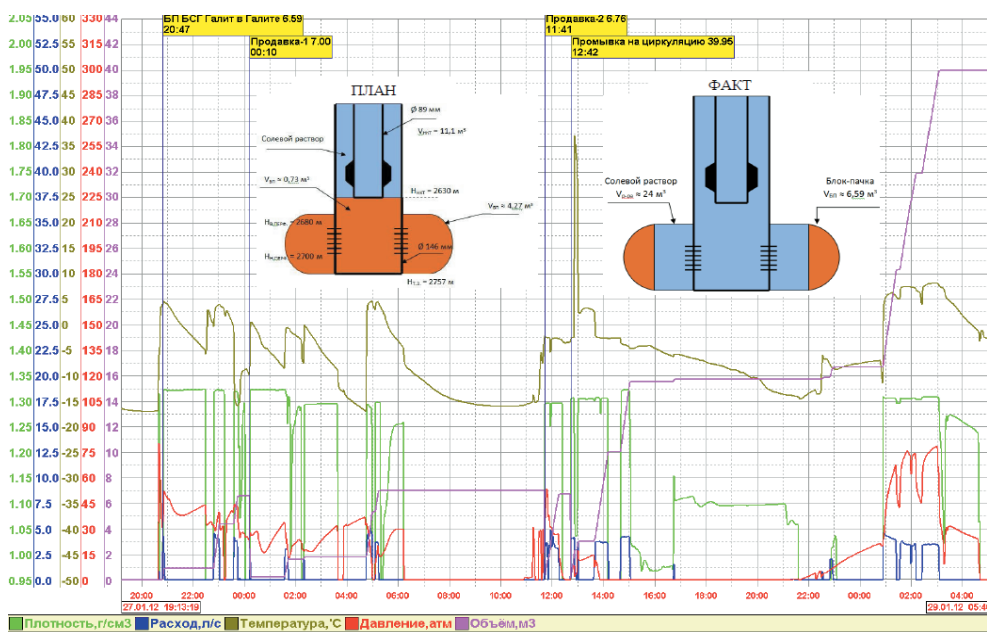 БП БСГ Галит в Галите 6.59
20:47
Продавка-1 7.00
00:10
Продавка-2 6.76
11:41
Промывка на циркуляцию 39.95
12:42
2.05 55.0 60 330 44
2.00 52.5 55 315 42
1.95 50.0 50 300 40
1.90 47.5 45 285 38
1.85 45.0 40 270 36
1.80 42.5 35 255 34
1.75 40.0 30 240 32
1.70 37.5 25 225 30
1.65 35.0 20 210 28
1.60 32.5 15 195 26
1.55 30.0 10 180 24
1.50 27.5 5 165 22
1.45 25.0 0 150 20
1.40 22.5 -5 135 18
1.35 20.0 -10 120 16
1.30 17.5 -15 105 14
1.25 15.0 -20 90 12
1.20 12.5 -25 75 10
1.15 10.0 -30 60 8
1.10 7.5 -35 45 6
1.05 5.0 -40 30 4
1.00 2.5 -45 15 2
0.95 0.0 -50 0 0
ПЛАН
Ø 89 мм
Солевой раствор
VНКТ = 11,1 м³
VБП ≈ 0,73 м³
HНКТ = 2630 м
VБП ≈ 4,27 м³
= 2680 м
Ø 146 мм
= 2700 м
= 2757 м
ФАКТ
Солевой раствор
≈ 24 м³
Блок-пачка
VБП ≈ 6,59 м³
20:00 22:00 00:00 02:00 04:00 06:00 08:00 10:00 12:00 14:00 16:00 18:00 20:00 22:00 00:00 02:00 04:00
27.01.12 19:13:19
29.01.12 05:4
Плотность,г/см3 Расход,л/с Температура,'С Давление,атм Объём,м3